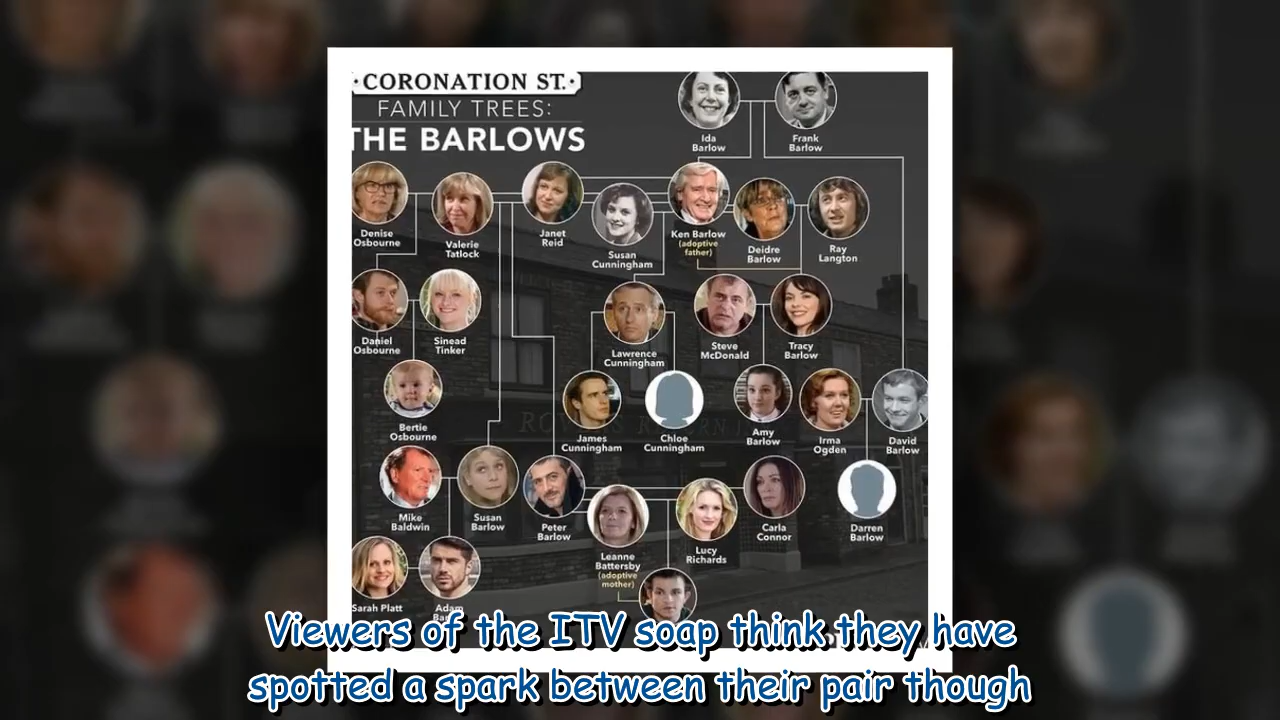 CORONATION ST.
FAMILY TREES:
THE BARLOWS
Ida
Barlow
Frank
Barlow
Denise
Osbourne
Valerie
Tatlock
Janet
Reid
Susan
Cunningham
Ken Barlow
(adoptive
father)
Deidre
Barlow
Ray
Langton
Daniel
Osbourne
Sinead
Tinker
Lawrence
Cunningham
Steve
McDonald
Tracy
Barlow
Bertie
Osbourne
James
Cunningham
Chloe
Cunningham
Amy
Barlow
Irma
Ogden
David
Barlow
Mike
Baldwin
Susan
Barlow
Peter
Barlow
Leanne
Battersby
(adoptive
mother)
Lucy
Richards
Carla
Connor
Darren
Barlow
Sarah Platt
Adam
Viewers of the ITV soap think they have
spotted a spark between their pair though